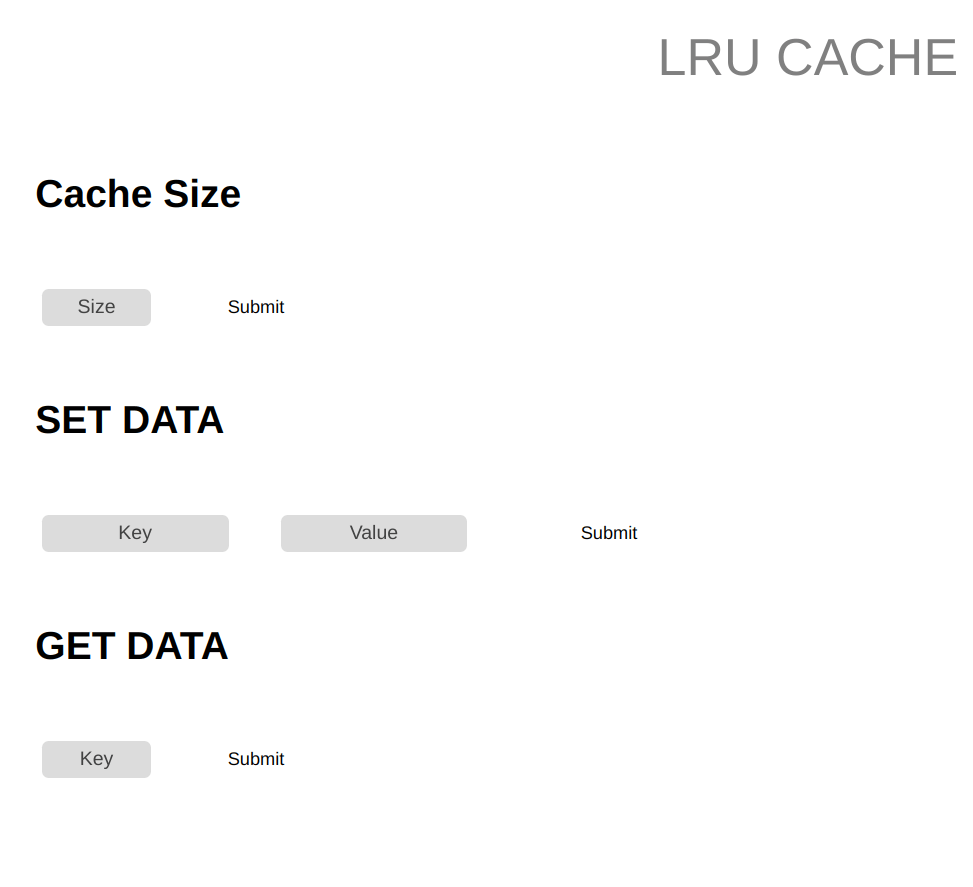 LRU CACHE
Cache Size
Size Submit
SET DATA
Key Value Submit
GET DATA
Key Submit